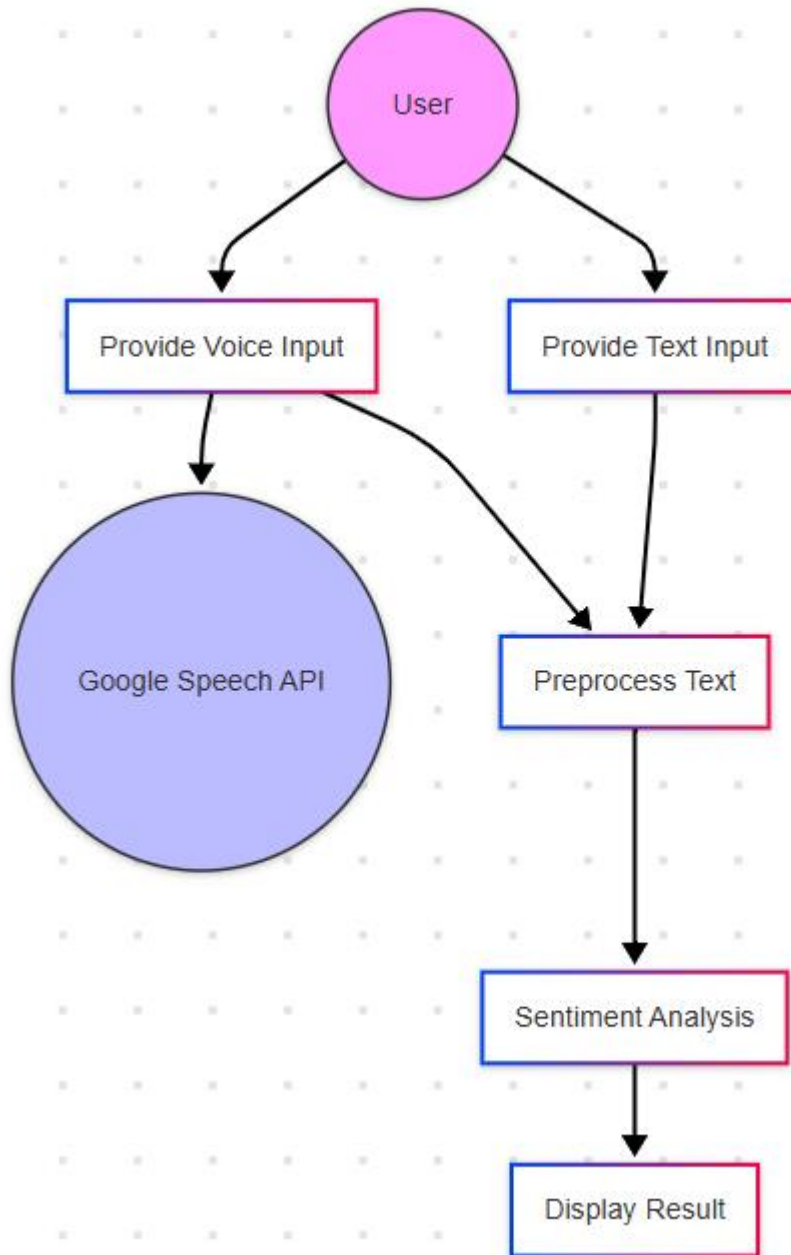 User
Provide Voice Input
Provide Text Input
Google Speech API
Preprocess Text
Sentiment Analysis
Display Result